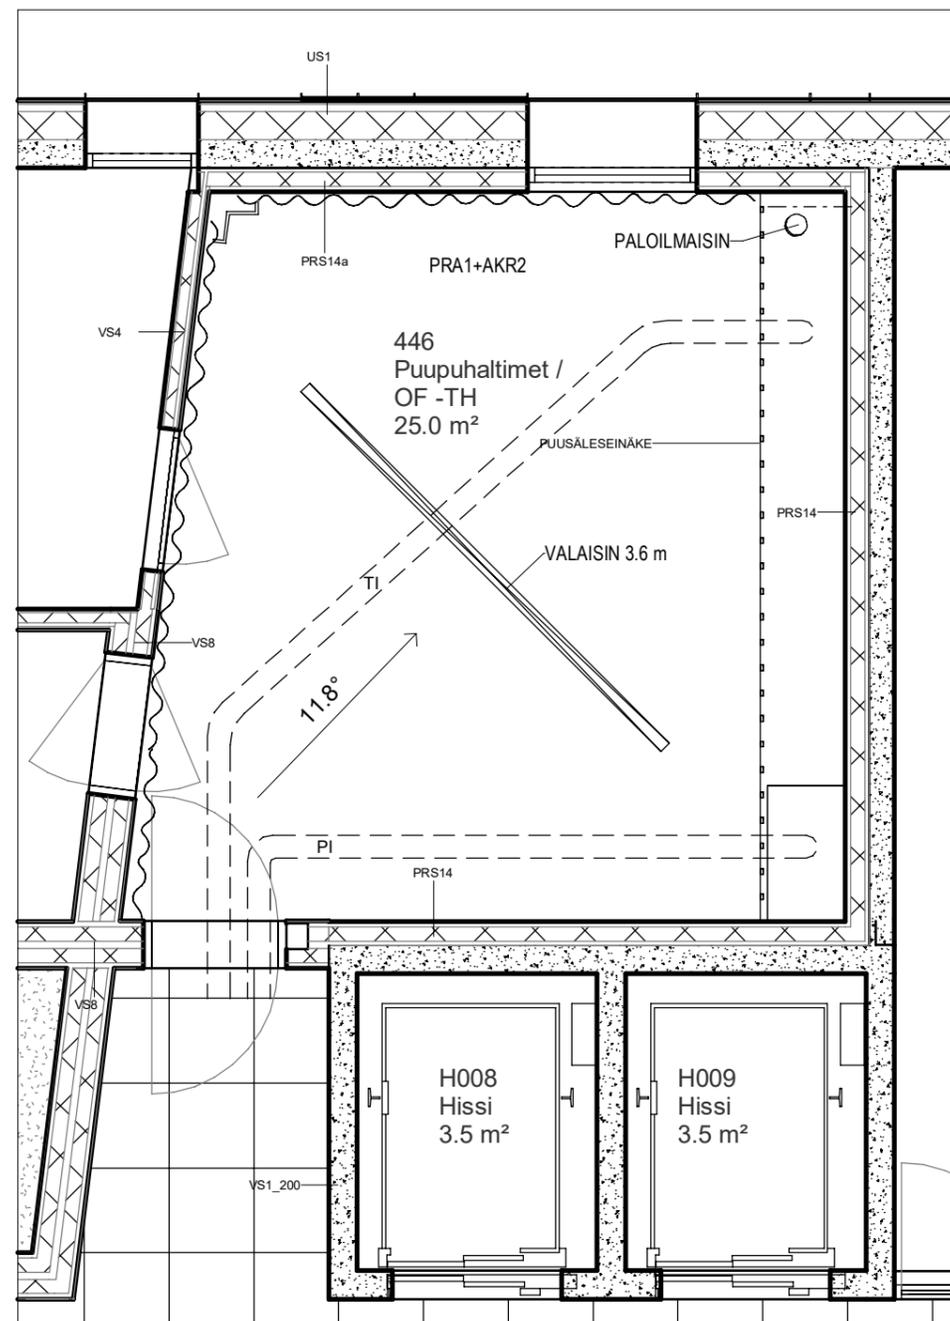 US1
PALOILMAISIN
PRS14a
PRA1+AKR2
VS4
446
Puupuhaltimet /
OF -TH
25.0 m²
PUUSÄLESEINÄKE
PRS14
VALAISIN 3.6 m
TI
VS8
11.8°
PI
PRS14
VS8
H008
Hissi
3.5 m²
H009
Hissi
3.5 m²
VS1_200